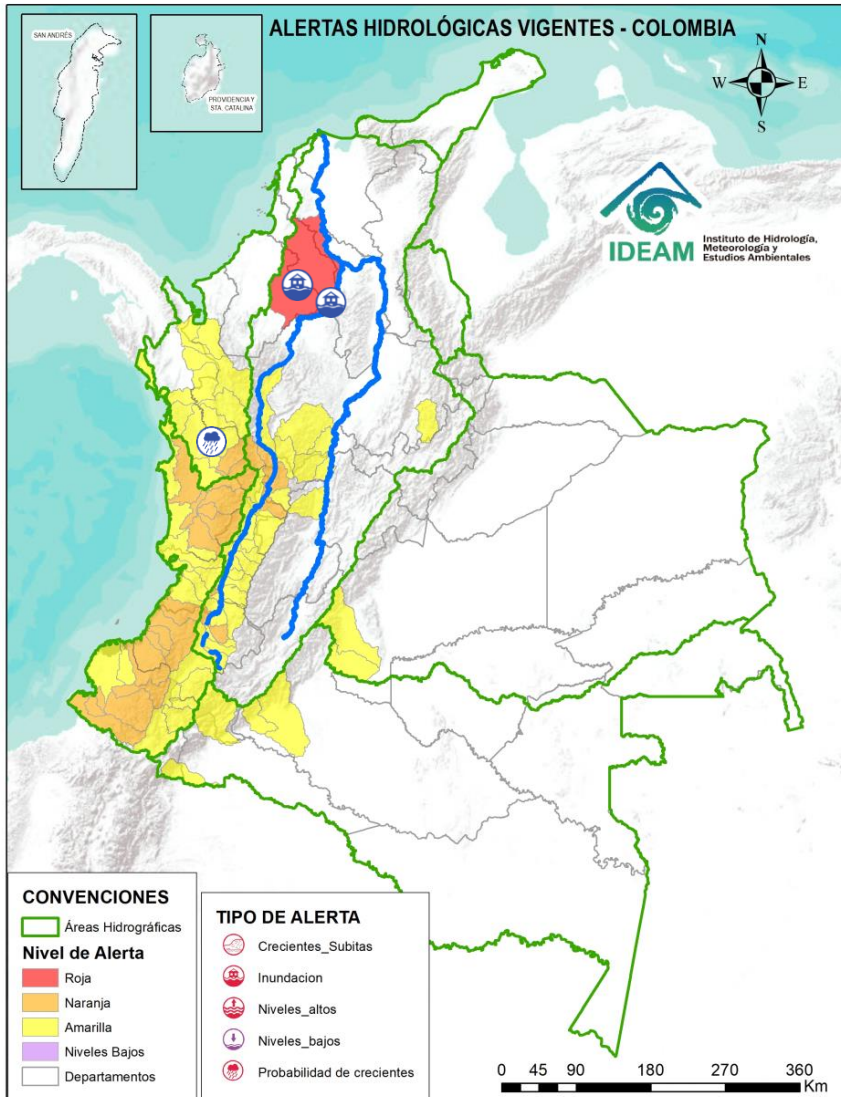 ALERTAS HIDROLÓGICAS VIGENTES - COLOMBIA
SAN ANDRÉS
PROVIDENCIA Y
STA. CATALINA
N
W
E
S
IDEAM
Instituto de Hidrología,
Meteorología y
Estudios Ambientales
CONVENCIONES
Áreas Hidrográficas
Nivel de Alerta
Roja
Naranja
Amarilla
Niveles Bajos
Departamentos
TIPO DE ALERTA
Crecientes_Subitas
Inundacion
Niveles_altos
Niveles_bajos
Probabilidad de crecientes
0 45 90 180 270 360
Km